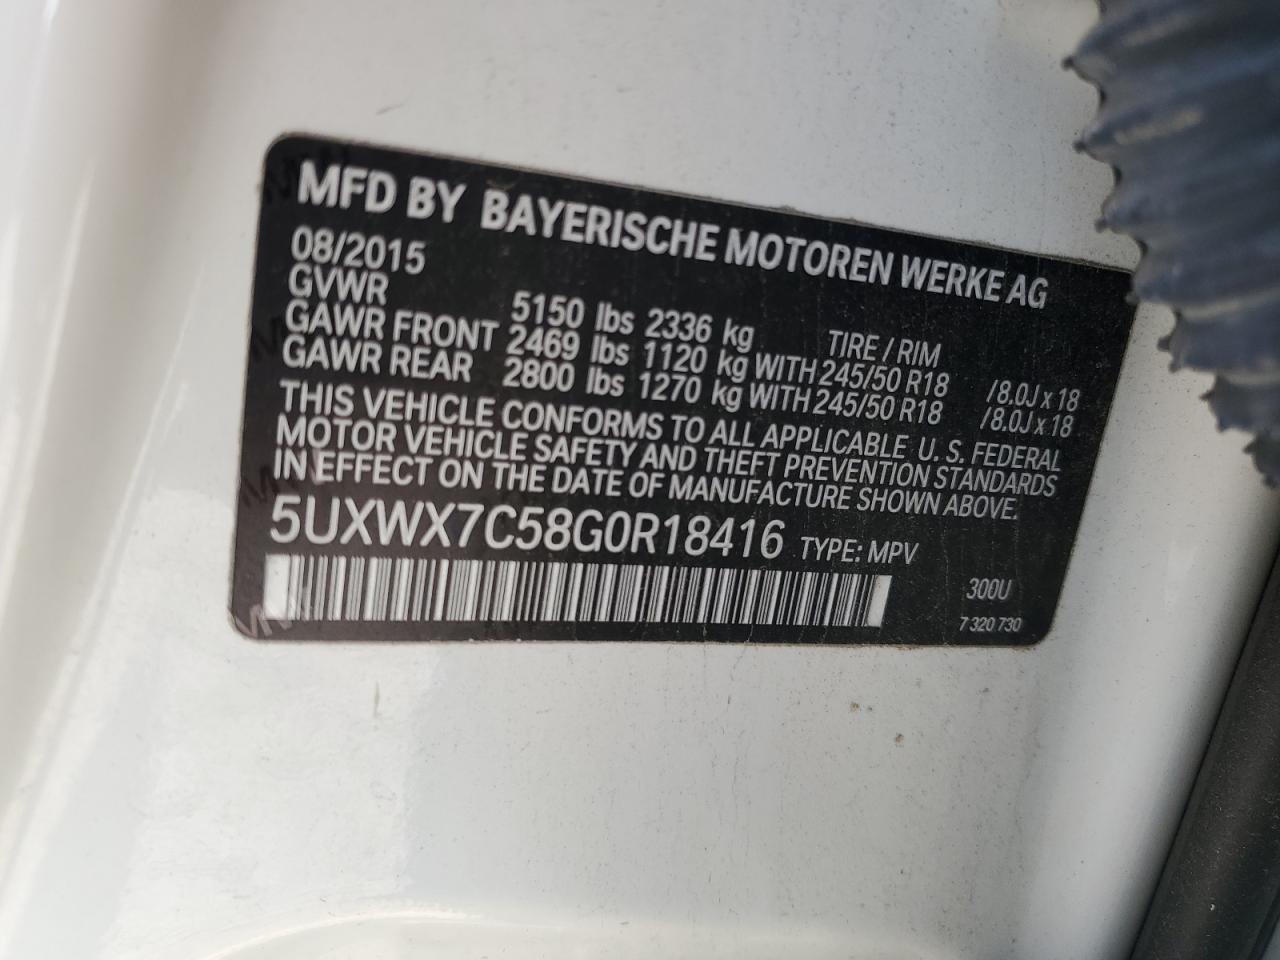 MFD BY BAYERISCHE MOTOREN WERKE AG
08/2015
GVWR 5150 lbs 2336 kg TIRE / RIM
GAWR FRONT 2469 lbs 1120 kg WITH 245/50 R18 /8.0J x 18
GAWR REAR 2800 lbs 1270 kg WITH 245/50 R18 /8.0J x 18
THIS VEHICLE CONFORMS TO ALL APPLICABLE U. S. FEDERAL
MOTOR VEHICLE SAFETY AND THEFT PREVENTION STANDARDS
IN EFFECT ON THE DATE OF MANUFACTURE SHOWN ABOVE.
5UXWX7C58G0R18416 TYPE: MPV
300U
7 320 730